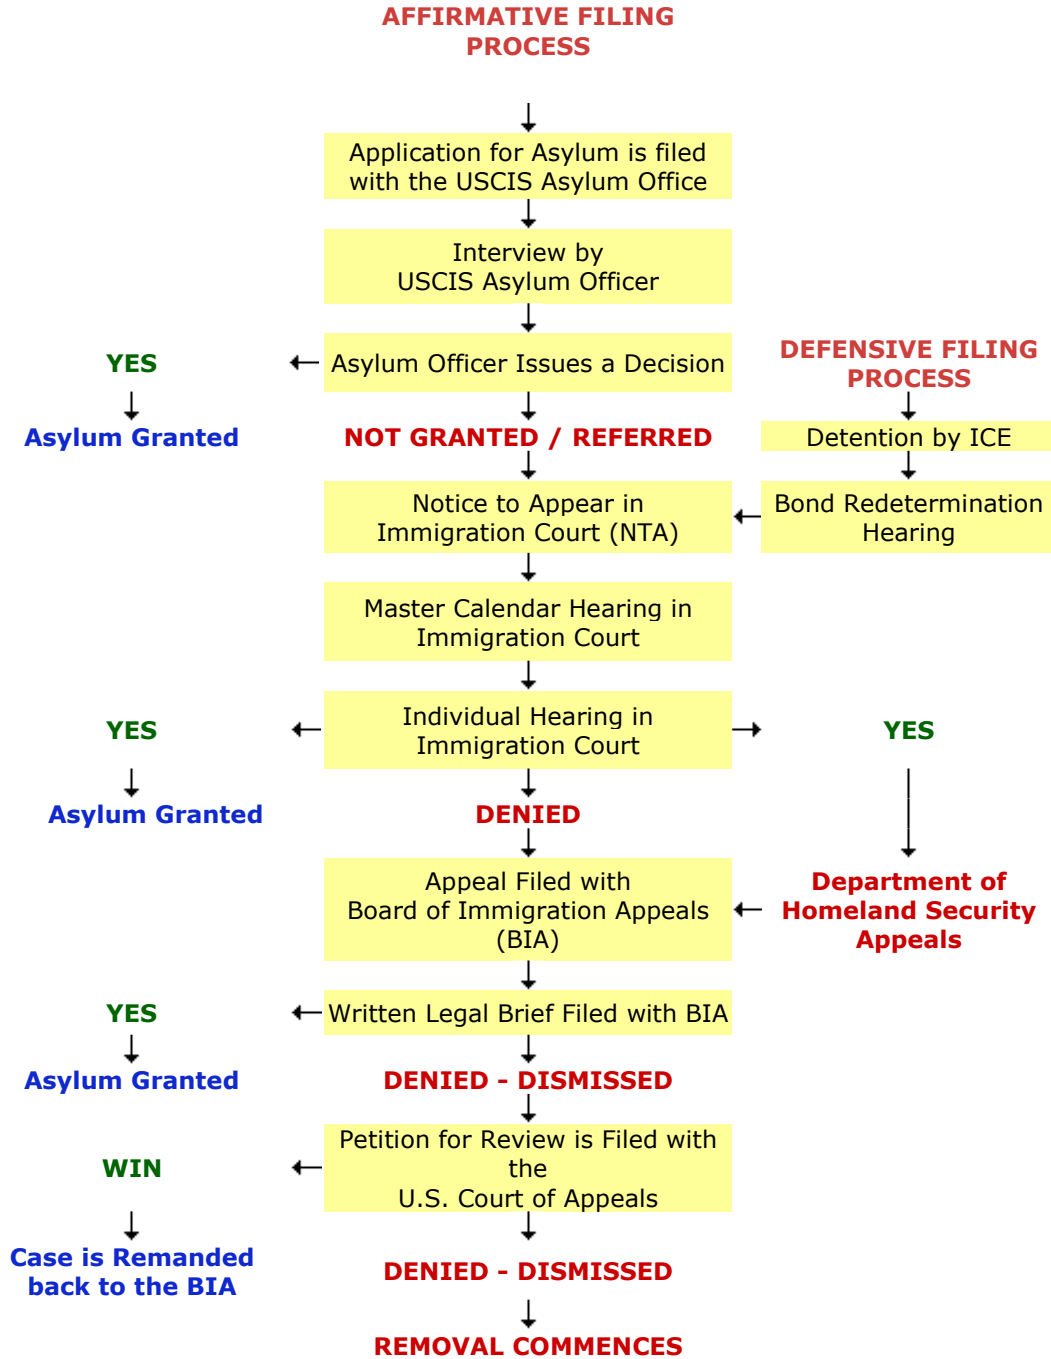 AFFIRMATIVE FILING
PROCESS
Application for Asylum is filed
with the USCIS Asylum Office
Interview by
USCIS Asylum Officer
YES
Asylum Officer Issues a Decision
DEFENSIVE FILING
PROCESS
Asylum Granted
NOT GRANTED / REFERRED
Detention by ICE
Notice to Appear in
Immigration Court (NTA)
Bond Redetermination
Hearing
Master Calendar Hearing in
Immigration Court
YES
Individual Hearing in
Immigration Court
YES
Asylum Granted
DENIED
Appeal Filed with
Board of Immigration Appeals
(BIA)
Department of
Homeland Security
Appeals
YES
Written Legal Brief Filed with BIA
Asylum Granted
DENIED - DISMISSED
WIN
Petition for Review is Filed with
the
U.S. Court of Appeals
Case is Remanded
back to the BIA
DENIED - DISMISSED
REMOVAL COMMENCES